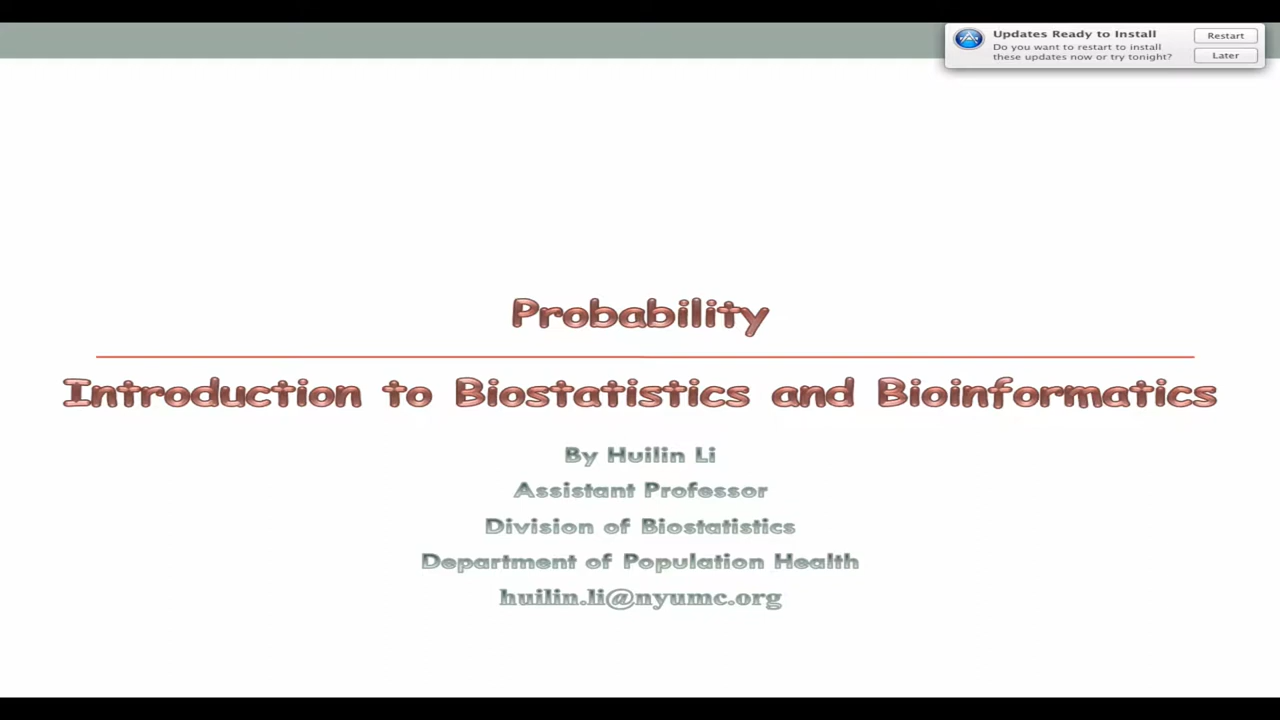 Updates Ready to Install
Restart
Do you want to restart to install
these updates now or try tonight?
Later
Probability
Introduction to Biostatistics and Bioinformatics
By Huilin Li
Assistant Professor
Division of Biostatistics
Department of Population Health
huilin.li@nyumc.org